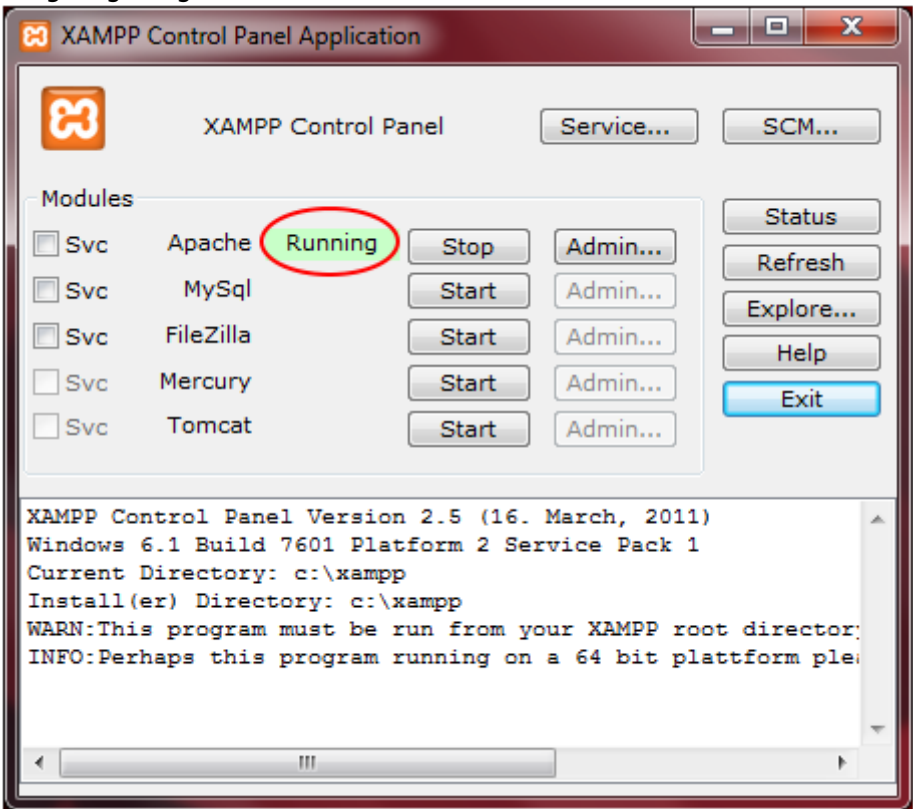 XAMPP Control Panel Application
XAMPP Control Panel Service... SCM...
Modules
Svc Apache Running Stop Admin...
Svc MySql Start Admin...
Svc FileZilla Start Admin...
Svc Mercury Start Admin...
Svc Tomcat Start Admin...
Status
Refresh
Explore...
Help
Exit
XAMPP Control Panel Version 2.5 (16. March, 2011)
Windows 6.1 Build 7601 Platform 2 Service Pack 1
Current Directory: c:\xampp
Install(er) Directory: c:\xampp
WARN:This program must be run from your XAMPP root director
INFO:Perhaps this program running on a 64 bit plattform